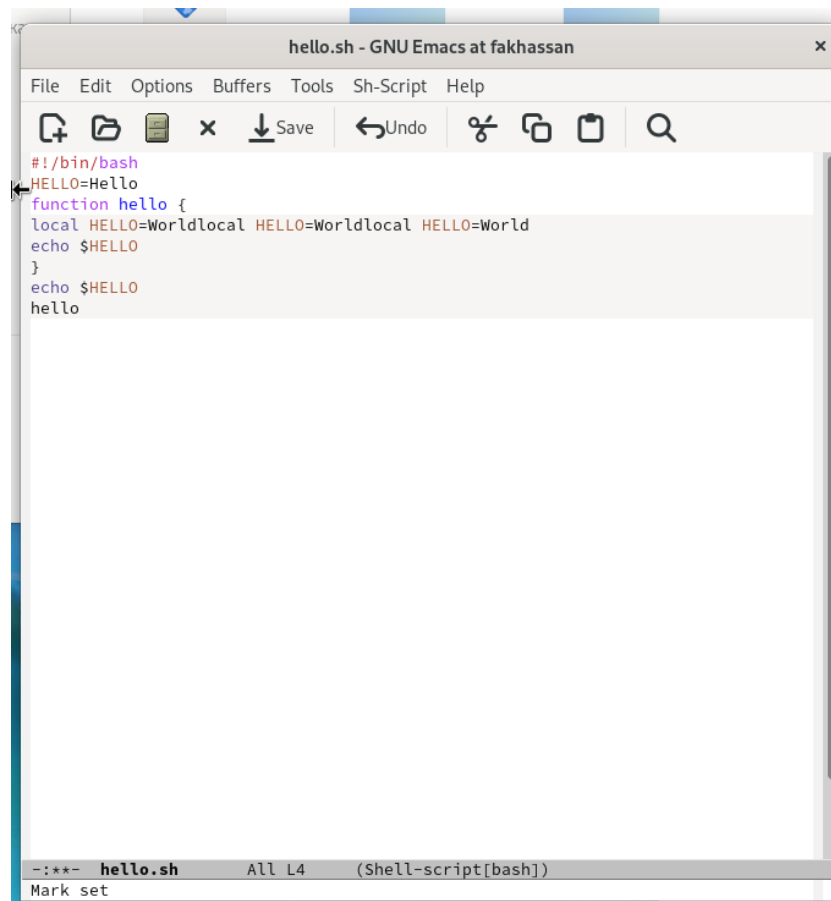 hello.sh - GNU Emacs at fakhassan
File Edit Options Buffers Tools Sh-Script Help
Save Undo
#!/bin/bash
HELLO=Hello
function hello {
local HELLO=Worldlocal HELLO=Worldlocal HELLO=World
echo $HELLO
}
echo $HELLO
hello
-:**- hello.sh All L4 (Shell-script[bash])
Mark set